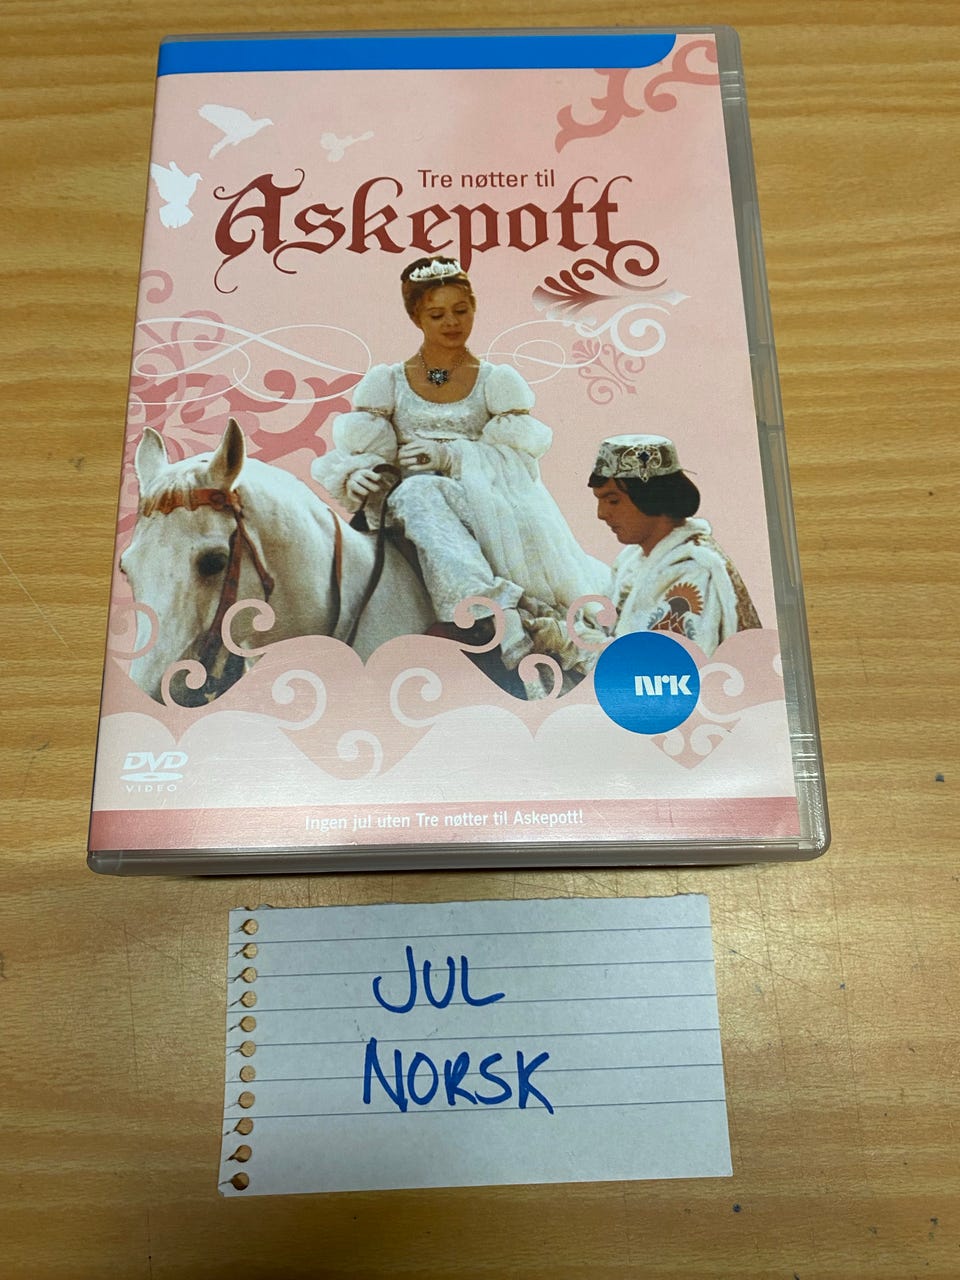 Tre nøtter til
Askepott
nrk
DVD
VIDEO
Ingen jul uten Tre nøtter til Askepott!
JUL
NORSK